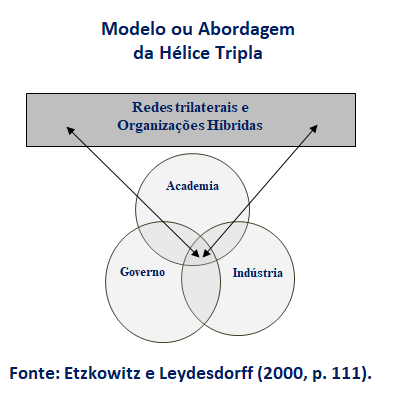 Modelo ou Abordagem
da Hélice Tripla
Redes trilaterais e
Organizações Híbridas
Academia
Governo
Indústria
Fonte: Etzkowitz e Leydesdorff (2000, p. 111).